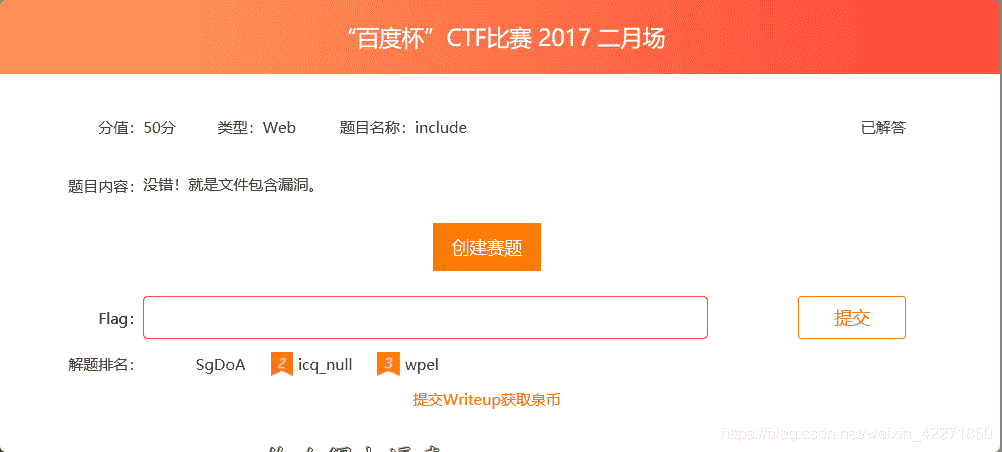 “百度杯”CTF比赛 2017 二月场
分值：50分 类型：Web 题目名称：include 已解答
题目内容：没错！就是文件包含漏洞。
创建赛题
Flag： 提交
解题排名： SgDoA 2 icq_null 3 wpel
提交Writeup获取泉币
https://blog.csdn.net/weixin_42271850